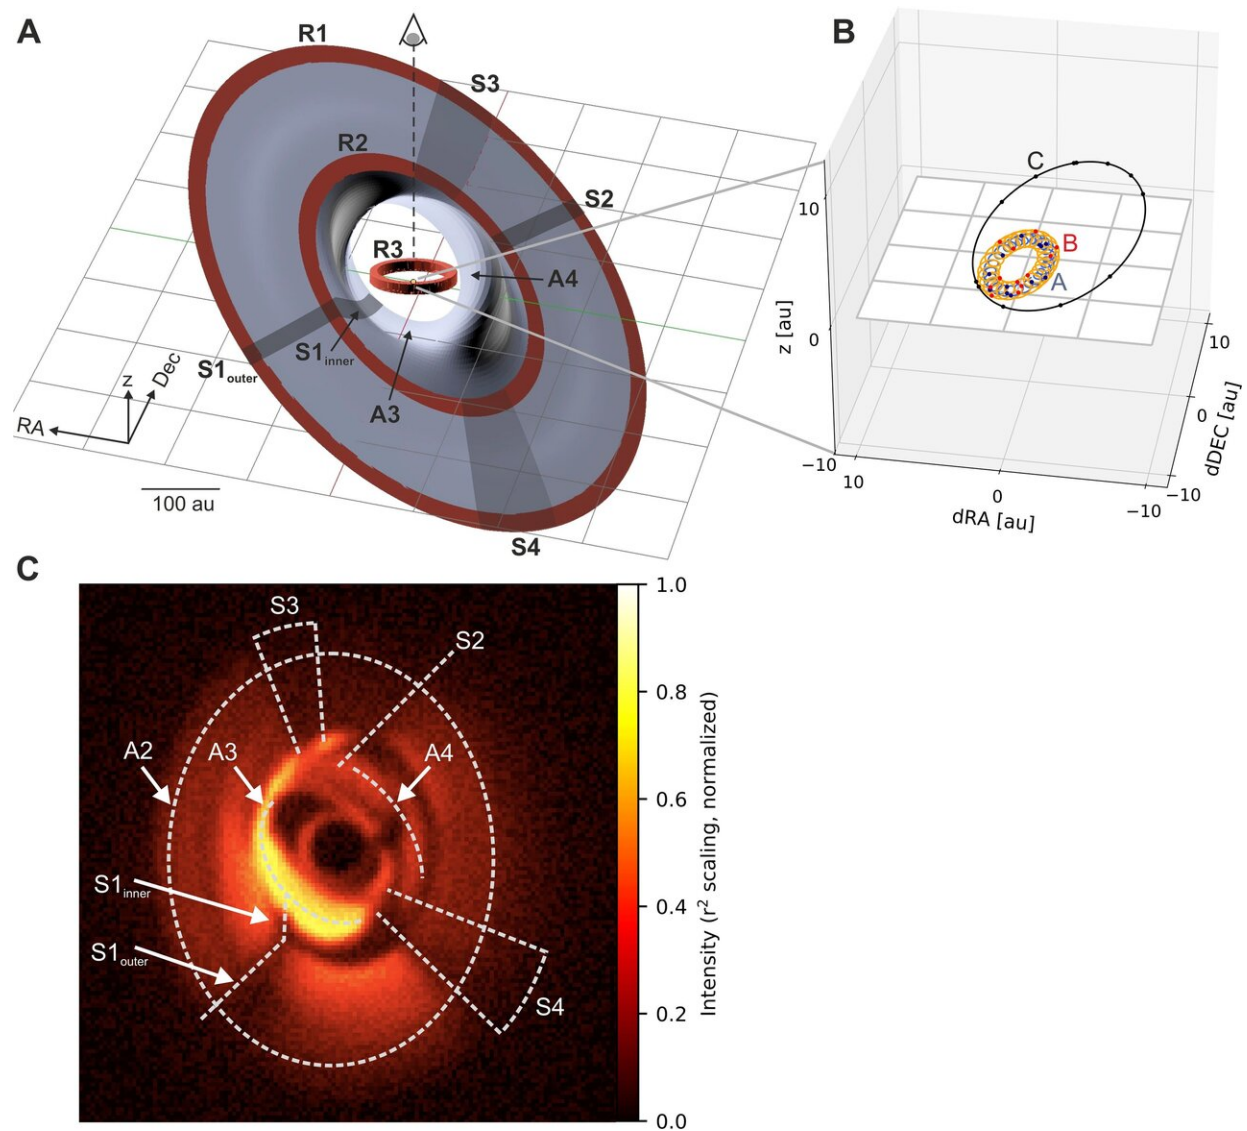 A
R1
S3
R2
S2
R3
A4
S1inner
S1outer
A3
z
Dec
RA
100 au
S4
B
C
B
A
10
0
z [au]
−10
10
0
−10
dRA [au]
−10
0
10
dDEC [au]
C
S3
S2
A2
A3
A4
S1inner
S1outer
S4
1.0
0.8
0.6
0.4
0.2
0.0
Intensity (r² scaling, normalized)